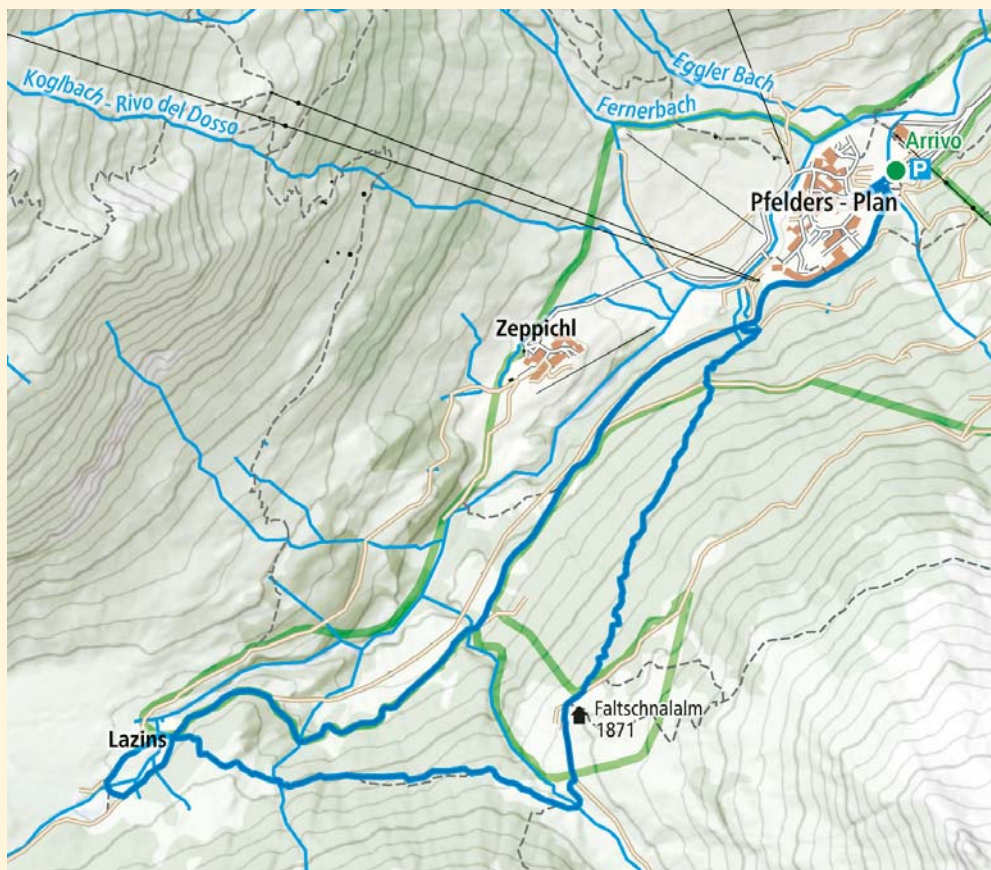 Koglbach - Rivo del Dosso
Eggler Bach
Fernerbach
Arrivo
P
Pfelders - Plan
Zeppichl
Faltschnalalm
1871
Lazins